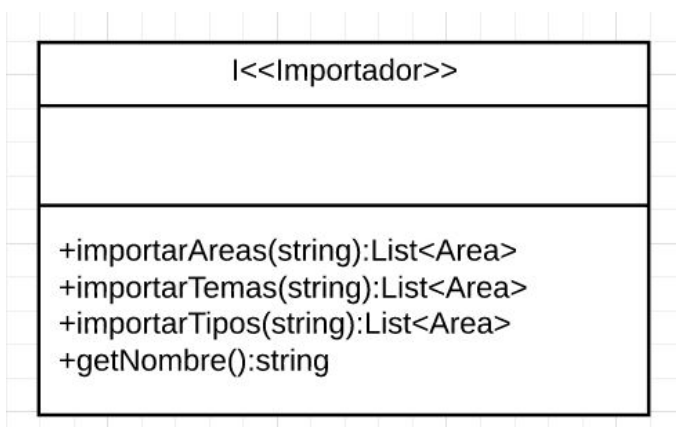 I<<Importador>>
+importarAreas(string):List<Area>
+importarTemas(string):List<Area>
+importarTipos(string):List<Area>
+getNombre():string